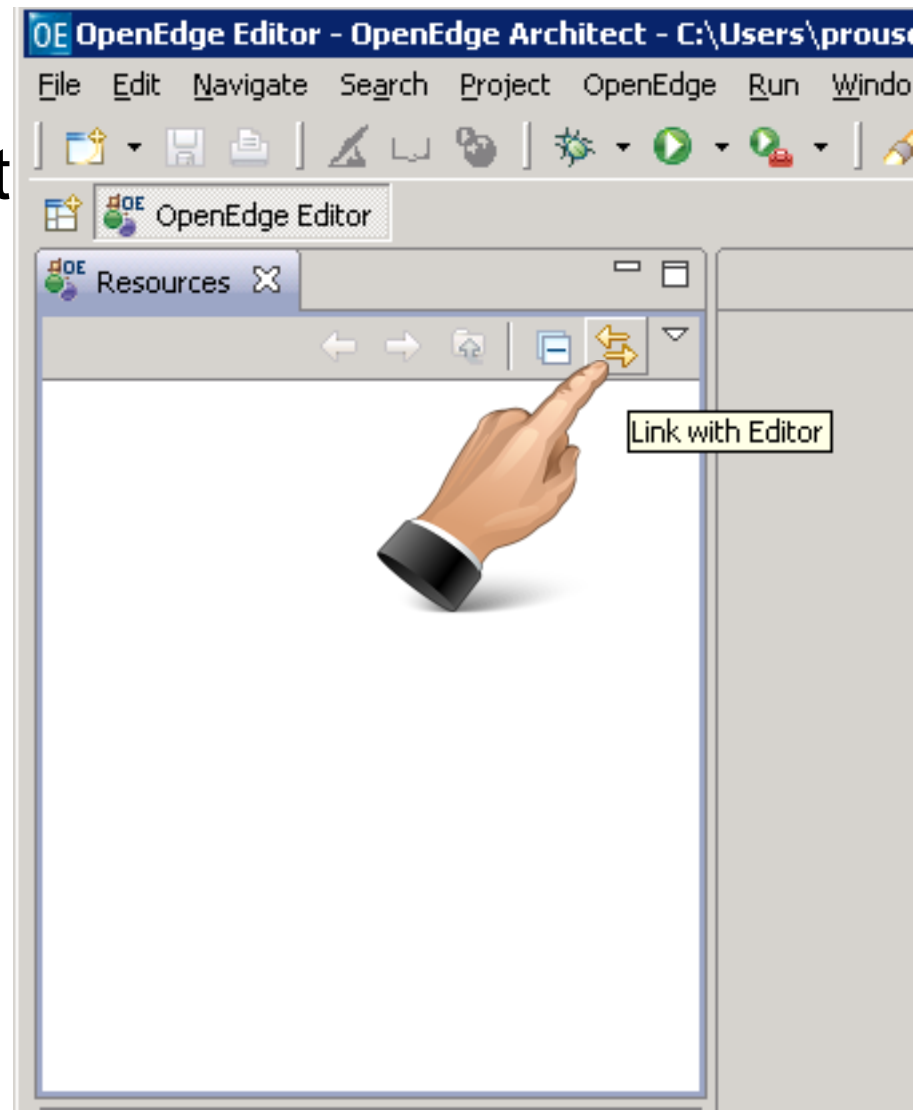 OE OpenEdge Editor - OpenEdge Architect - C:\Users\prouse
File Edit Navigate Search Project OpenEdge Run Windo
t
OE OpenEdge Editor
OE Resources
Link with Editor